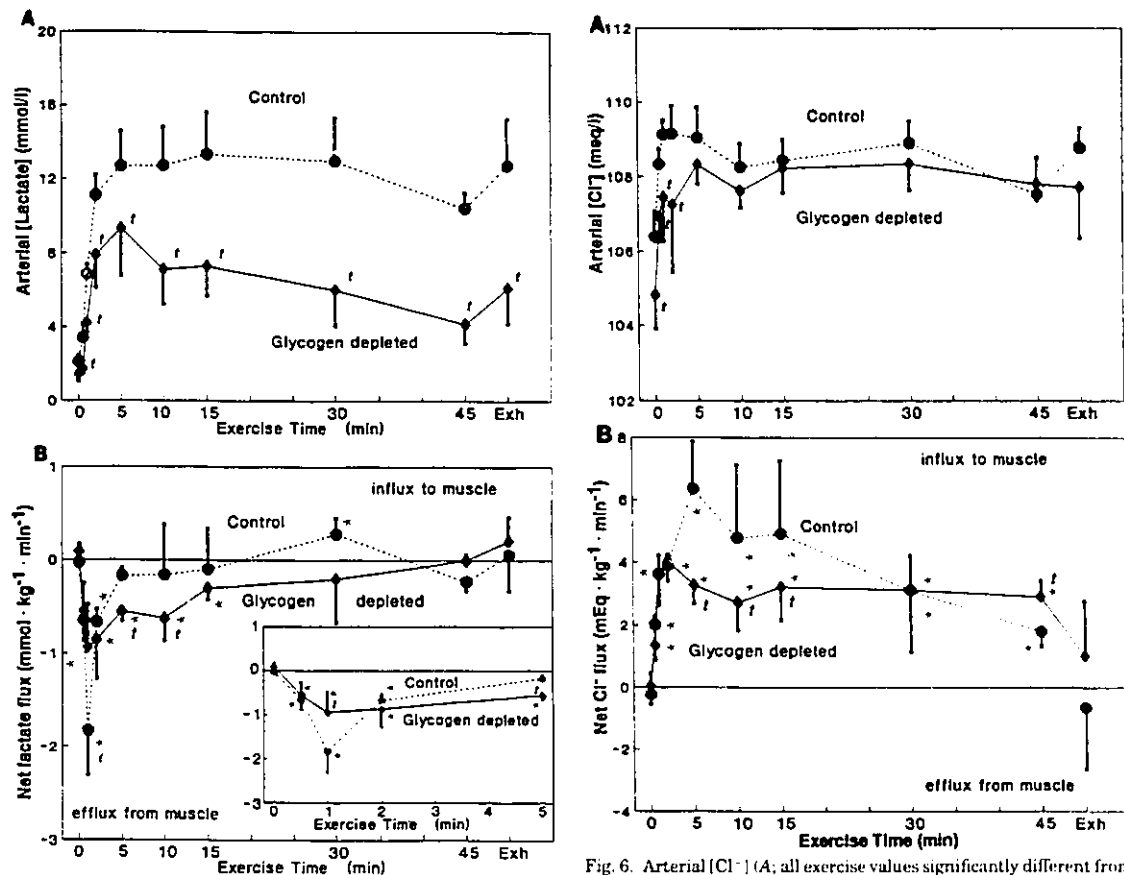 A
20
16
12
8
4
0
Arterial [Lactate] (mmol/l)
Control
Glycogen depleted
t
t
t
t
t
t
t
t
t
0 5 10 15 30 45 Exh
Exercise Time (min)
B
1
0
-1
-2
-3
Net lactate flux (mmol · kg⁻¹ · min⁻¹)
influx to muscle
Control
Glycogen depleted
efflux from muscle
0
-1
-2
-3
Control
Glycogen depleted
0 1 2 3 4 5
Exercise Time (min)
0 5 10 15 30 45 Exh
Exercise Time (min)
A
112
110
108
106
104
102
Arterial [Cl⁻] (meq/l)
Control
Glycogen depleted
t
t
t
0 5 10 15 30 45 Exh
Exercise Time (min)
B
8
6
4
2
0
-2
-4
Net Cl⁻ flux (mEq · kg⁻¹ · min⁻¹)
influx to muscle
Control
Glycogen depleted
t
t
t
t
efflux from muscle
0 5 10 15 30 45 Exh
Exercise Time (min)
Fig. 6. Arterial [Cl⁻] (A; all exercise values significantly different from